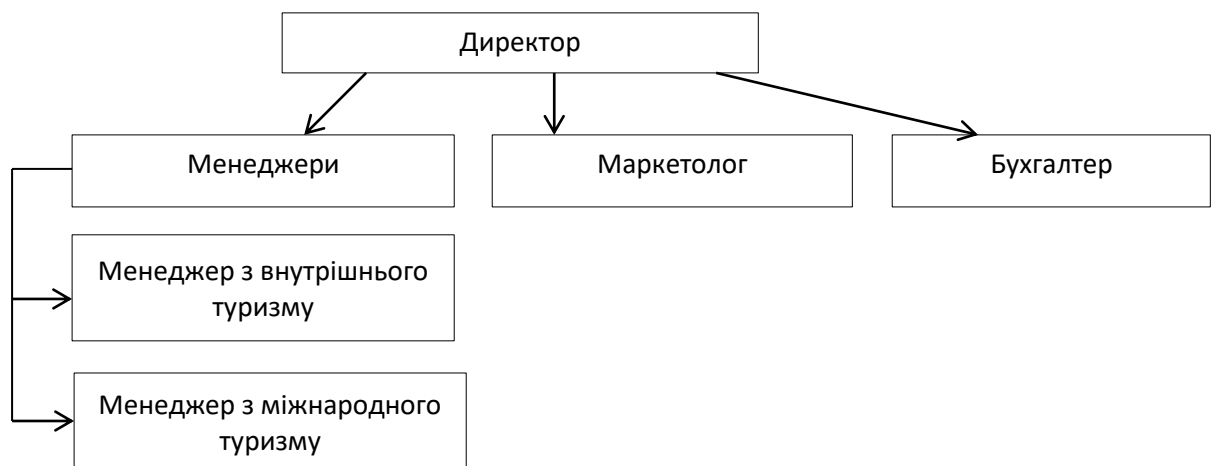 Директор
Менеджери
Маркетолог
Бухгалтер
Менеджер з внутрішнього
туризму
Менеджер з міжнародного
туризму